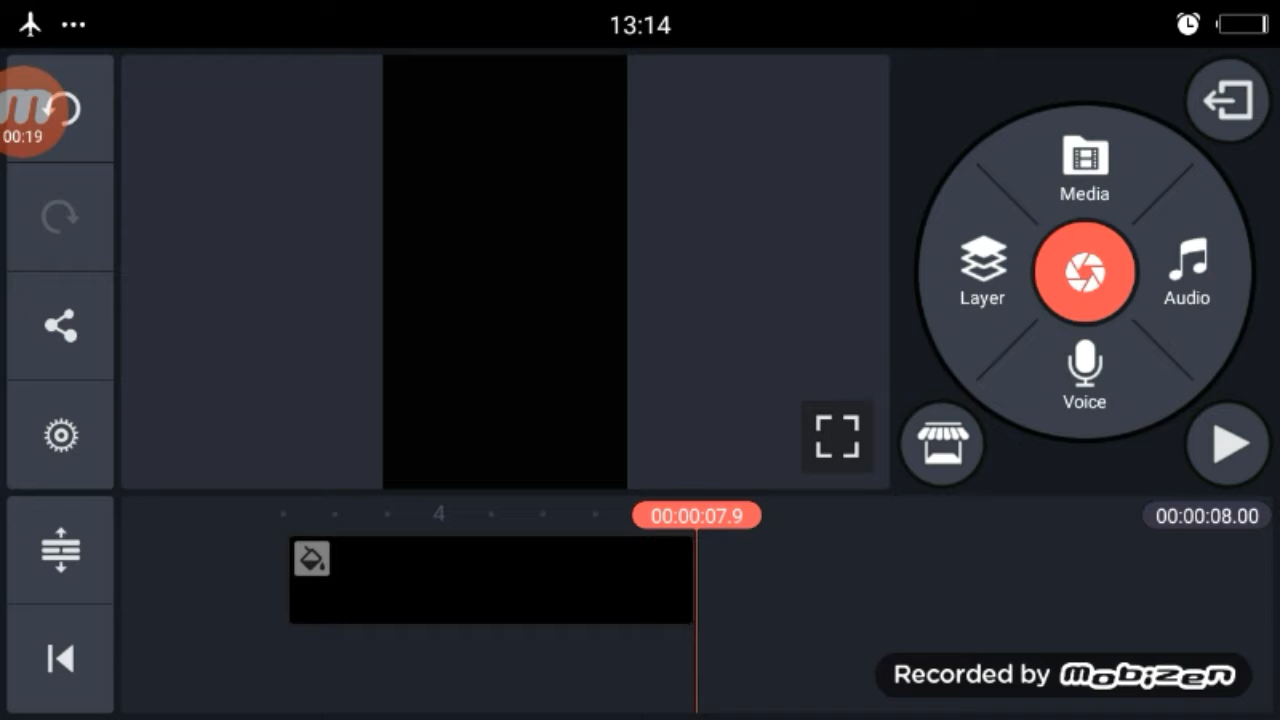 13:14
m
00:19
Media
Layer
Audio
Voice
4
00:00:07.9
00:00:08.00
Recorded by mobizen